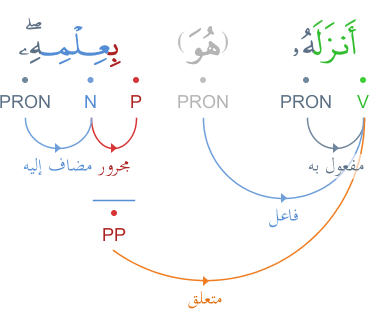 أَنزَلَهُۥ (هُوَ) بِعِلْمِهِۦۖ
V PRON PRON P N PRON
مفعول به مجرور مضاف إليه
فاعل
PP
متعلق